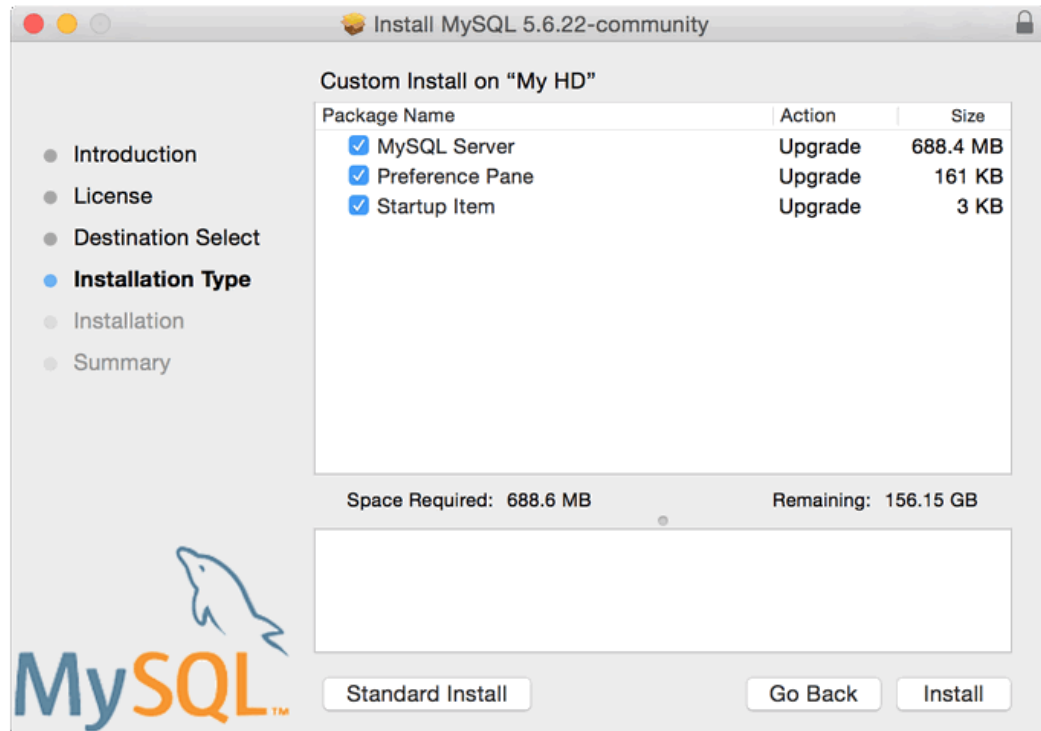 Install MySQL 5.6.22-community
Introduction
License
Destination Select
Installation Type
Installation
Summary
Custom Install on “My HD”
Package Name Action Size
MySQL Server Upgrade 688.4 MB
Preference Pane Upgrade 161 KB
Startup Item Upgrade 3 KB
Space Required: 688.6 MB Remaining: 156.15 GB
MySQL™
Standard Install Go Back Install